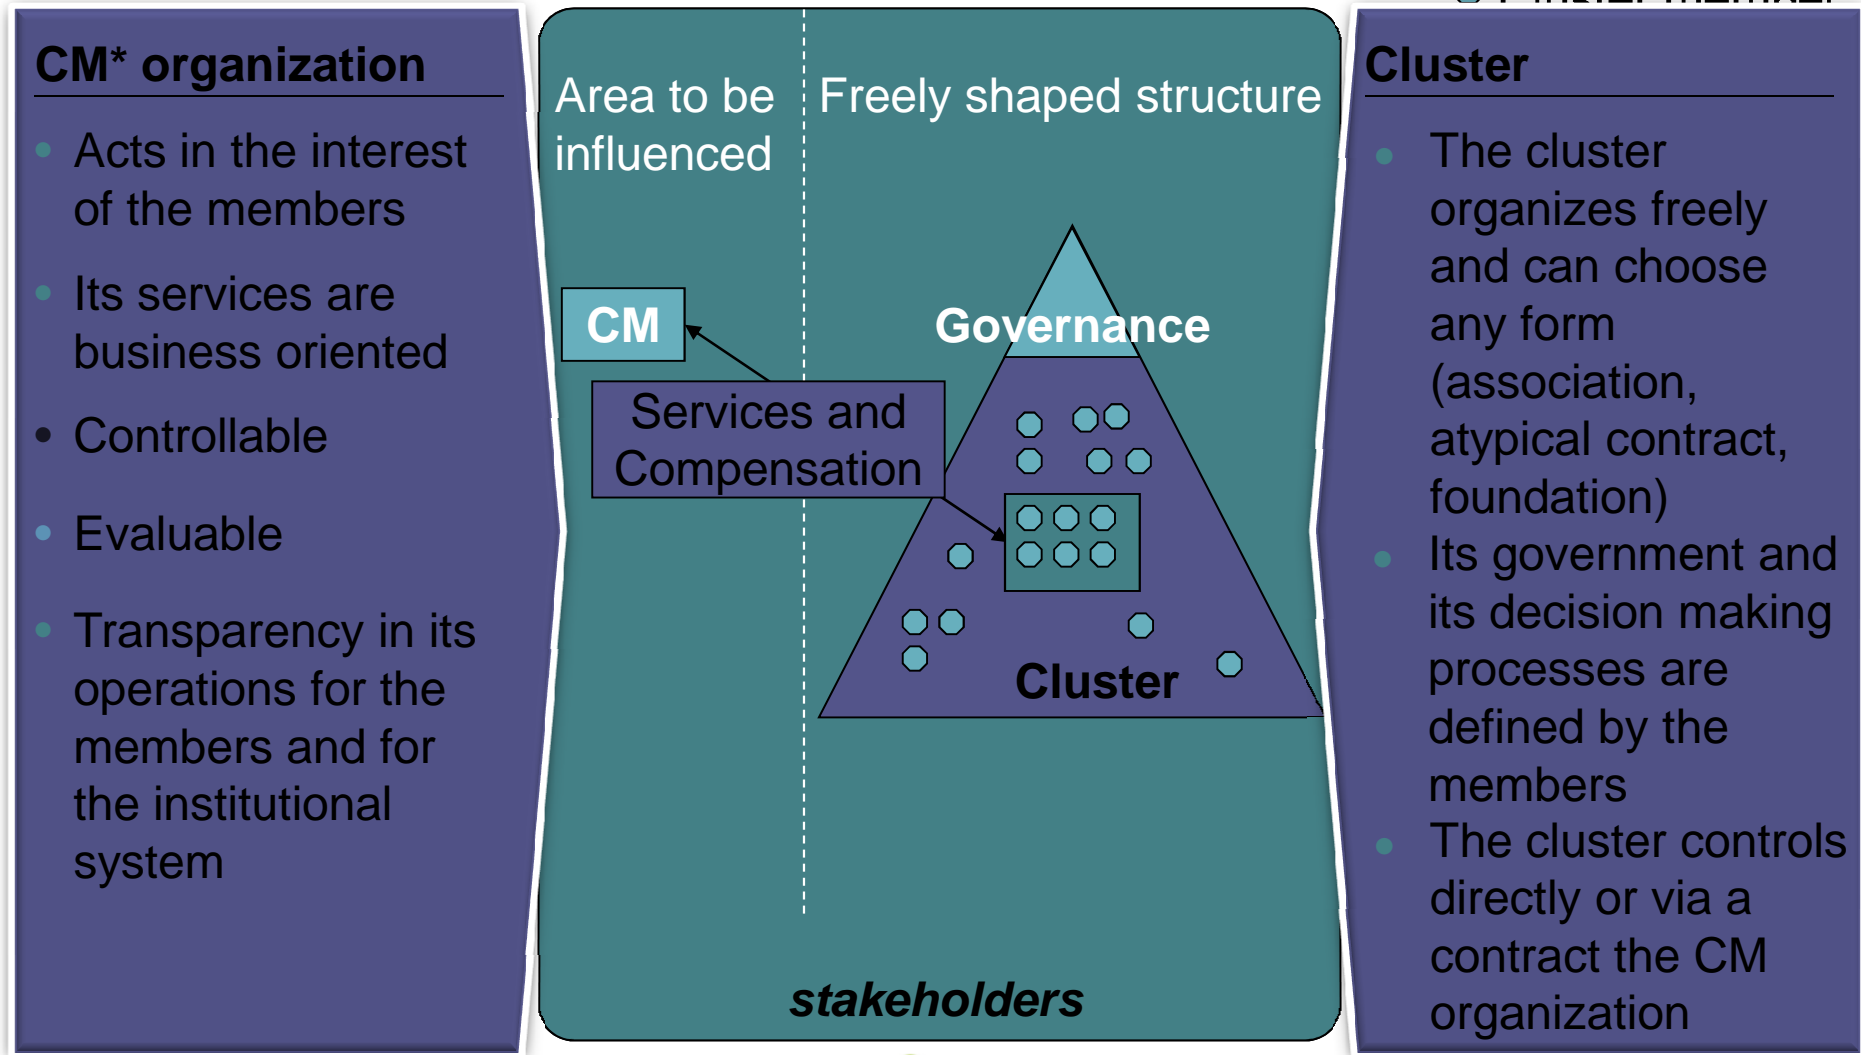 CM* organization
Acts in the interest
of the members
Its services are
business oriented
Controllable
Evaluable
Transparency in its
operations for the
members and for
the institutional
system
Area to be
influenced
Freely shaped structure
CM
Governance
Services and
Compensation
Cluster
stakeholders
Cluster member
Cluster
The cluster
organizes freely
and can choose
any form
(association,
atypical contract,
foundation)
Its government and
its decision making
processes are
defined by the
members
The cluster controls
directly or via a
contract the CM
organization